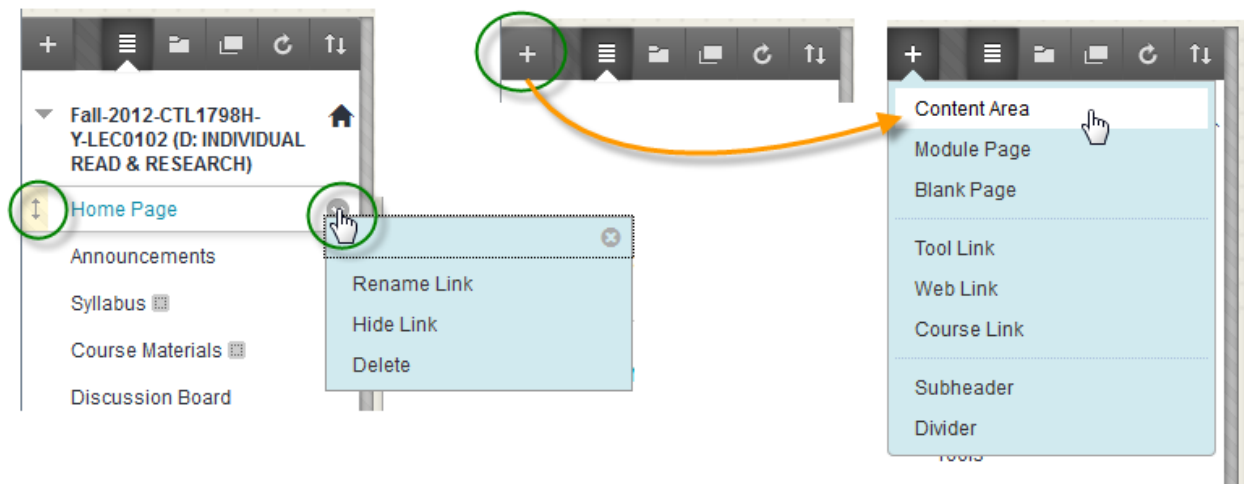 Fall-2012-CTL1798H-
Y-LEC0102 (D: INDIVIDUAL
READ & RESEARCH)
Home Page
Announcements
Syllabus
Course Materials
Discussion Board
Rename Link
Hide Link
Delete
Content Area
Module Page
Blank Page
Tool Link
Web Link
Course Link
Subheader
Divider
Tools